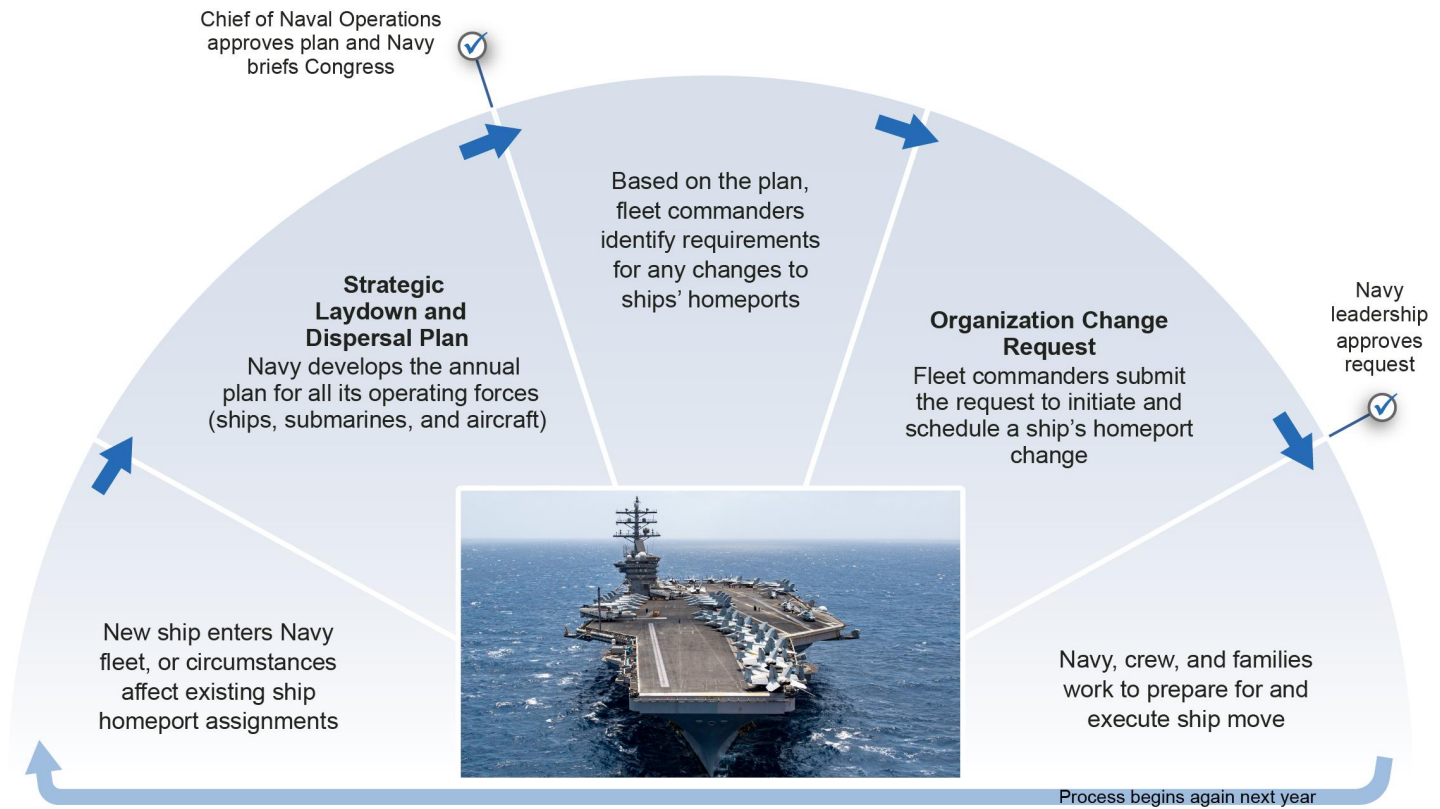 Chief of Naval Operations
approves plan and Navy
briefs Congress
New ship enters Navy
fleet, or circumstances
affect existing ship
homeport assignments
Strategic
Laydown and
Dispersal Plan
Navy develops the annual
plan for all its operating forces
(ships, submarines, and aircraft)
Based on the plan,
fleet commanders
identify requirements
for any changes to
ships’ homeports
Organization Change
Request
Fleet commanders submit
the request to initiate and
schedule a ship’s homeport
change
Navy
leadership
approves
request
Navy, crew, and families
work to prepare for and
execute ship move
Process begins again next year